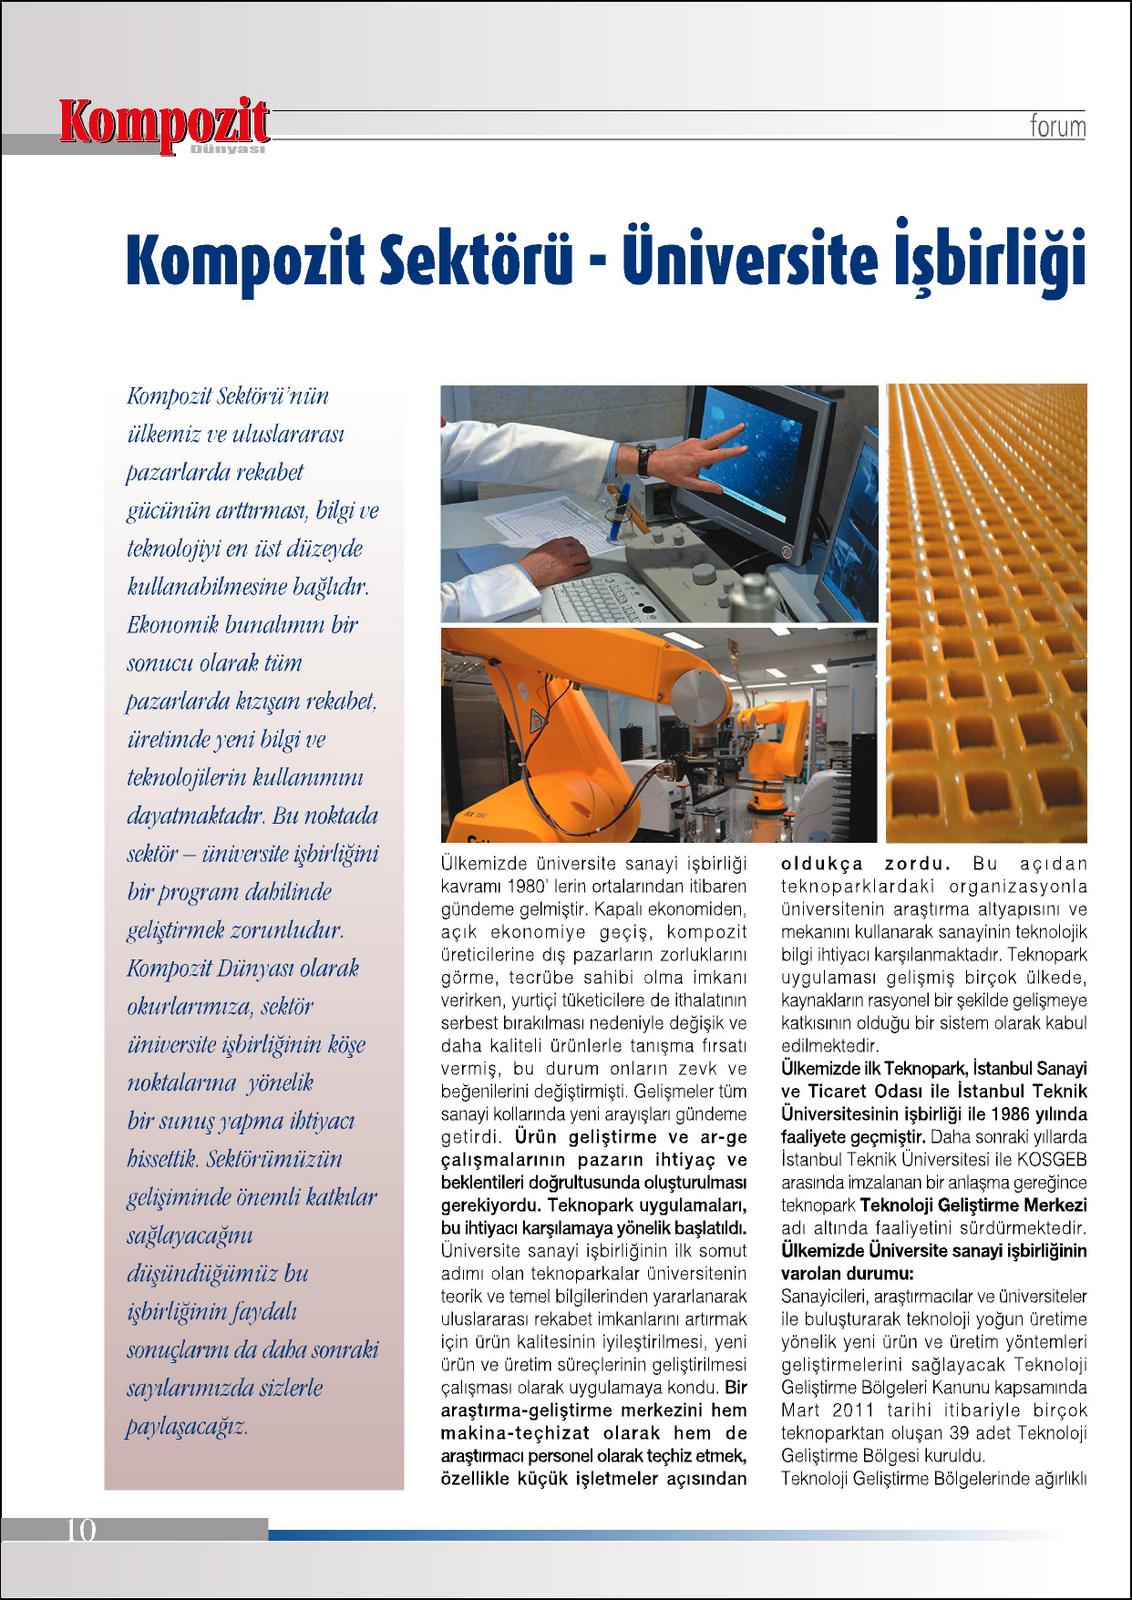 Kompozit
Dünyası
forum
Kompozit Sektörü - Üniversite İşbirliği
Kompozit Sektörü'nün
ülkemiz ve uluslararası
pazarlarda rekabet
gücünün arttırması, bilgi ve
teknolojiyi en üst düzeyde
kullanabilmesine bağlıdır.
Ekonomik bunalımın bir
sonucu olarak tüm
pazarlarda kızışan rekabet,
üretimde yeni bilgi ve
teknolojilerin kullanımını
dayatmaktadır. Bu noktada
sektör – üniversite işbirliğini
bir program dahilinde
geliştirmek zorunludur.
Kompozit Dünyası olarak
okurlarımıza, sektör
üniversite işbirliğinin köşe
noktalarına yönelik
bir sunuş yapma ihtiyacı
hissettik. Sektörümüzün
gelişiminde önemli katkılar
sağlayacağını
düşündüğümüz bu
işbirliğinin faydalı
sonuçlarını da daha sonraki
sayılarımızda sizlerle
paylaşacağız.
RX 160
Ülkemizde üniversite sanayi işbirliği
kavramı 1980' lerin ortalarından itibaren
gündeme gelmiştir. Kapalı ekonomiden,
açık ekonomiye geçiş, kompozit
üreticilerine dış pazarların zorluklarını
görme, tecrübe sahibi olma imkanı
verirken, yurtiçi tüketicilere de ithalatının
serbest bırakılması nedeniyle değişik ve
daha kaliteli ürünlerle tanışma fırsatı
vermiş, bu durum onların zevk ve
beğenilerini değiştirmişti. Gelişmeler tüm
sanayi kollarında yeni arayışları gündeme
getirdi. Ürün geliştirme ve ar-ge
çalışmalarının pazarın ihtiyaç ve
beklentileri doğrultusunda oluşturulması
gerekiyordu. Teknopark uygulamaları,
bu ihtiyacı karşılamaya yönelik başlatıldı.
Üniversite sanayi işbirliğinin ilk somut
adımı olan teknoparkalar üniversitenin
teorik ve temel bilgilerinden yararlanarak
uluslararası rekabet imkanlarını artırmak
için ürün kalitesinin iyileştirilmesi, yeni
ürün ve üretim süreçlerinin geliştirilmesi
çalışması olarak uygulamaya kondu. Bir
araştırma-geliştirme merkezini hem
makina-teçhizat olarak hem de
araştırmacı personel olarak teçhiz etmek,
özellikle küçük işletmeler açısından
oldukça zordu. Bu açıdan
teknoparklardaki organizasyonla
üniversitenin araştırma altyapısını ve
mekanını kullanarak sanayinin teknolojik
bilgi ihtiyacı karşılanmaktadır. Teknopark
uygulaması gelişmiş birçok ülkede,
kaynakların rasyonel bir şekilde gelişmeye
katkısının olduğu bir sistem olarak kabul
edilmektedir.
Ülkemizde ilk Teknopark, İstanbul Sanayi
ve Ticaret Odası ile İstanbul Teknik
Üniversitesinin işbirliği ile 1986 yılında
faaliyete geçmiştir. Daha sonraki yıllarda
İstanbul Teknik Üniversitesi ile KOSGEB
arasında imzalanan bir anlaşma gereğince
teknopark Teknoloji Geliştirme Merkezi
adı altında faaliyetini sürdürmektedir.
Ülkemizde Üniversite sanayi işbirliğinin
varolan durumu:
Sanayicileri, araştırmacılar ve üniversiteler
ile buluşturarak teknoloji yoğun üretime
yönelik yeni ürün ve üretim yöntemleri
geliştirmelerini sağlayacak Teknoloji
Geliştirme Bölgeleri Kanunu kapsamında
Mart 2011 tarihi itibariyle birçok
teknoparktan oluşan 39 adet Teknoloji
Geliştirme Bölgesi kuruldu.
Teknoloji Geliştirme Bölgelerinde ağırlıklı
10